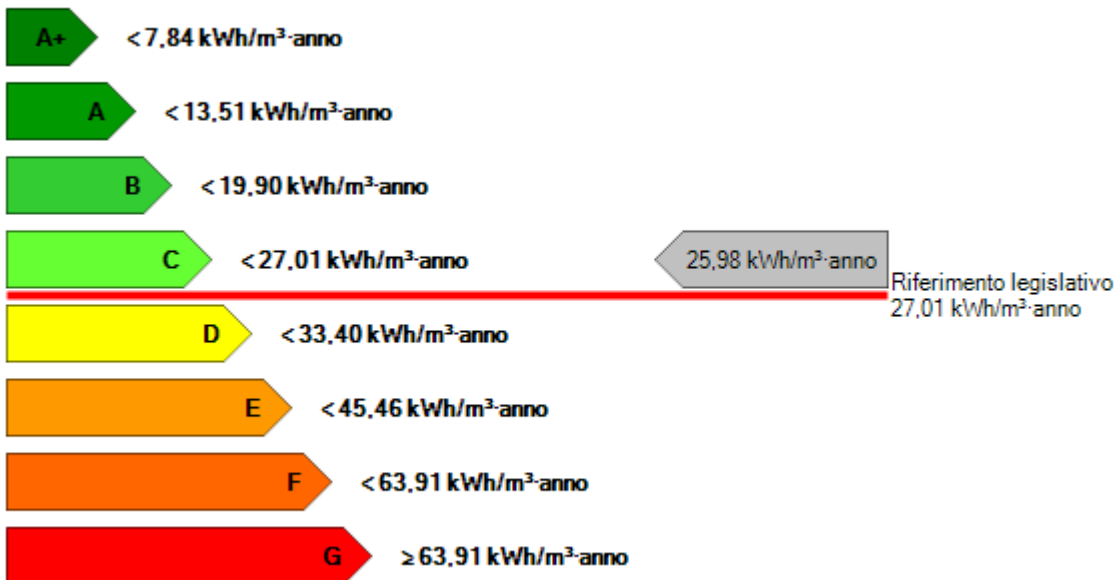 A+ <7,84 kWh/m³·anno
A <13,51 kWh/m³·anno
B <19,90 kWh/m³·anno
C <27,01 kWh/m³·anno 25,98 kWh/m³·anno
Riferimento legislativo
27,01 kWh/m³·anno
D <33,40 kWh/m³·anno
E <45,46 kWh/m³·anno
F <63,91 kWh/m³·anno
G ≥63,91 kWh/m³·anno